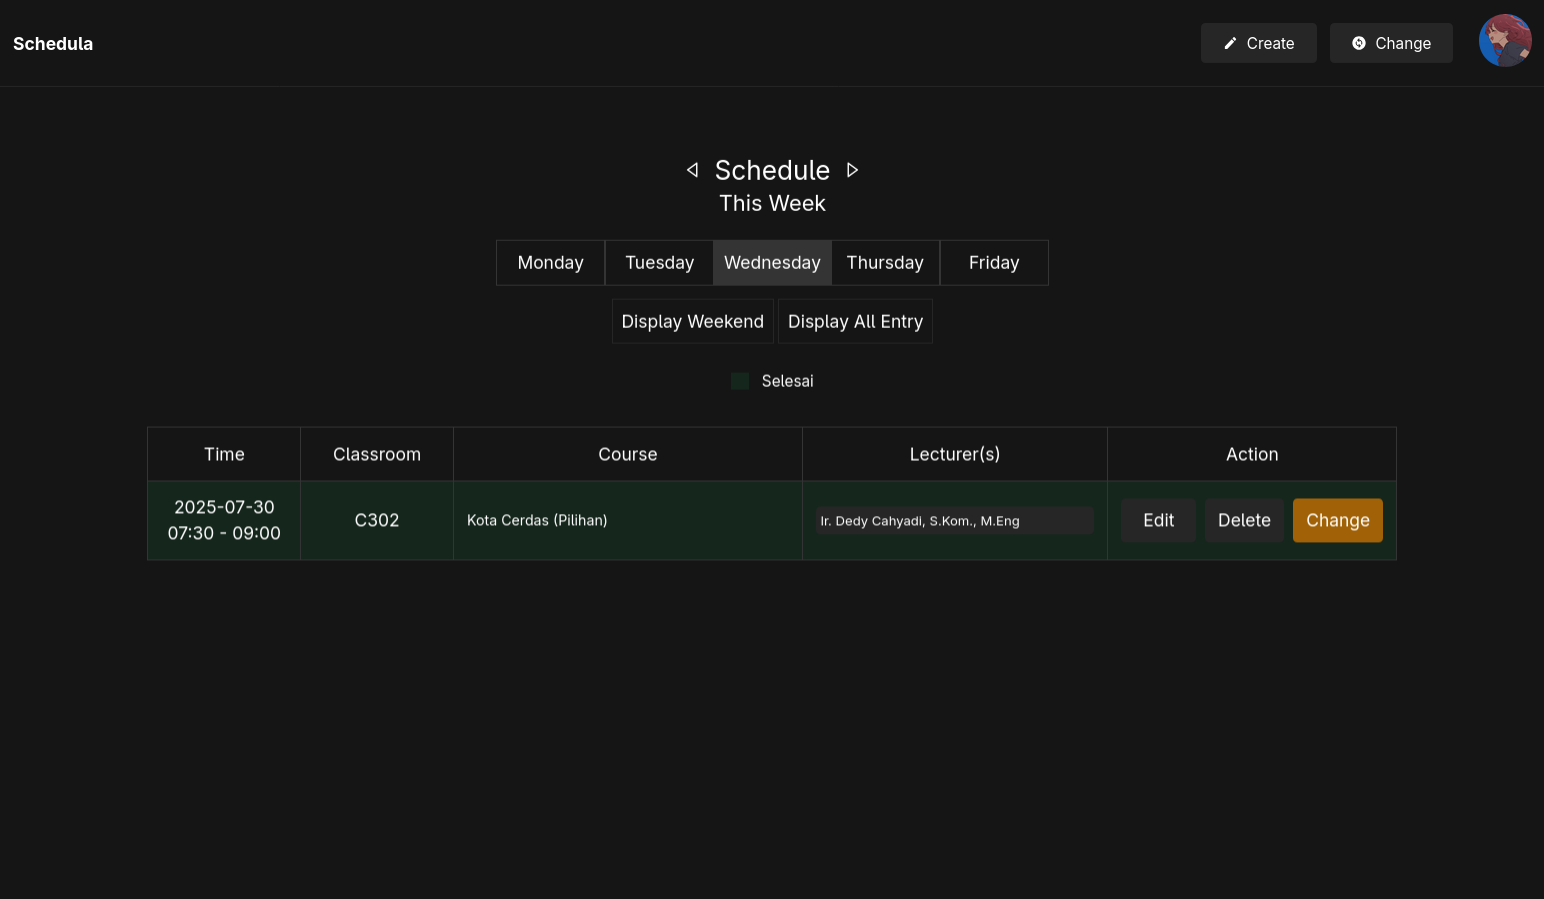 Schedula
Create
Change
Schedule
This Week
Monday
Tuesday
Wednesday
Thursday
Friday
Display Weekend
Display All Entry
Selesai
Time
Classroom
Course
Lecturer(s)
Action
2025-07-30
07:30 - 09:00
C302
Kota Cerdas (Pilihan)
Ir. Dedy Cahyadi, S.Kom., M.Eng
Edit
Delete
Change